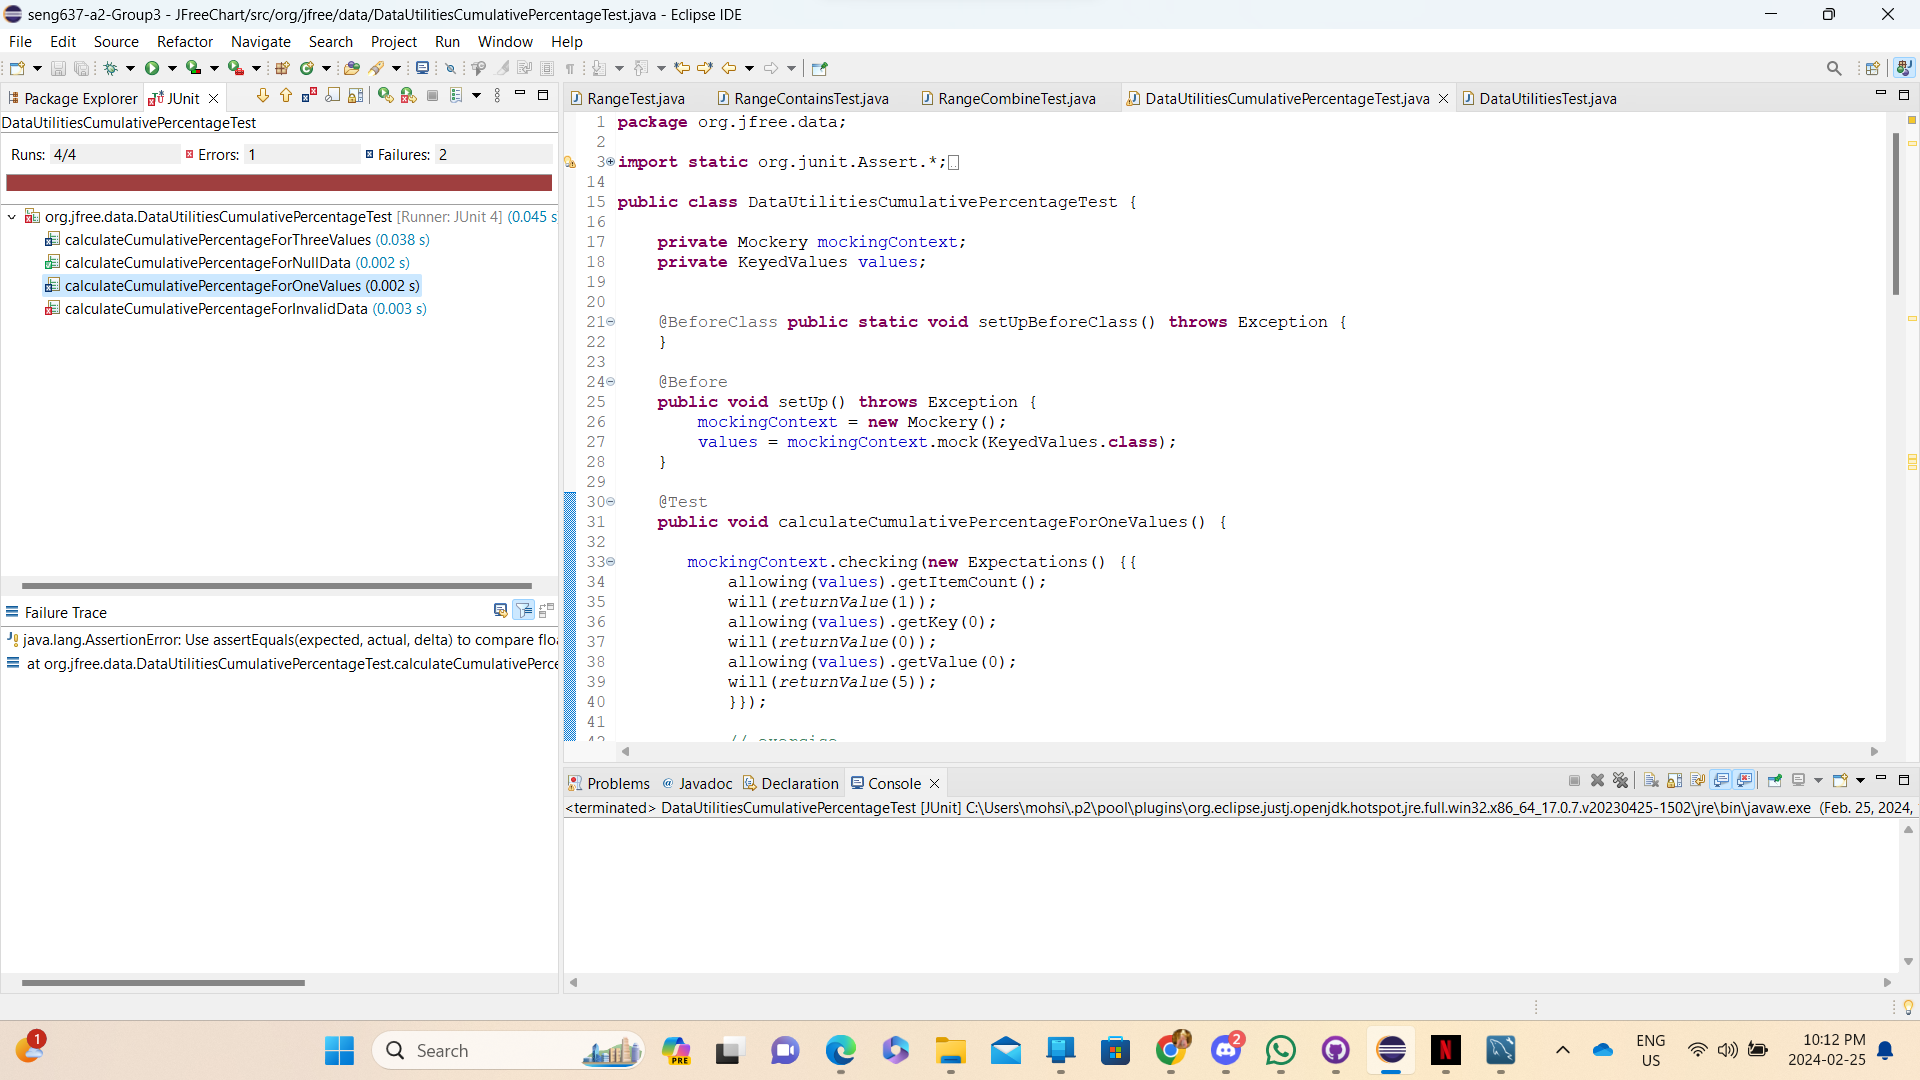 seng637-a2-Group3 - JFreeChart/src/org/jfree/data/DataUtilitiesCumulativePercentageTest.java - Eclipse IDE
File Edit Source Refactor Navigate Search Project Run Window Help
Package Explorer JUnit
DataUtilitiesCumulativePercentageTest
Runs: 4/4 Errors: 1 Failures: 2
org.jfree.data.DataUtilitiesCumulativePercentageTest [Runner: JUnit 4] (0.045 s
calculateCumulativePercentageForThreeValues (0.038 s)
calculateCumulativePercentageForNullData (0.002 s)
calculateCumulativePercentageForOneValues (0.002 s)
calculateCumulativePercentageForInvalidData (0.003 s)
Failure Trace
java.lang.AssertionError: Use assertEquals(expected, actual, delta) to compare floa
at org.jfree.data.DataUtilitiesCumulativePercentageTest.calculateCumulativePerce
RangeTest.java RangeContainsTest.java RangeCombineTest.java DataUtilitiesCumulativePercentageTest.java DataUtilitiesTest.java
1 package org.jfree.data;
2
3 import static org.junit.Assert.*;
14
15 public class DataUtilitiesCumulativePercentageTest {
16
17 private Mockery mockingContext;
18 private KeyedValues values;
19
20
21 @BeforeClass public static void setUpBeforeClass() throws Exception {
22 }
23
24 @Before
25 public void setUp() throws Exception {
26 mockingContext = new Mockery();
27 values = mockingContext.mock(KeyedValues.class);
28 }
29
30 @Test
31 public void calculateCumulativePercentageForOneValues() {
32
33 mockingContext.checking(new Expectations() {{
34 allowing(values).getItemCount();
35 will(returnValue(1));
36 allowing(values).getKey(0);
37 will(returnValue(0));
38 allowing(values).getValue(0);
39 will(returnValue(5));
40 }});
41
Problems Javadoc Declaration Console
<terminated> DataUtilitiesCumulativePercentageTest [JUnit] C:\Users\mohsi\.p2\pool\plugins\org.eclipse.justj.openjdk.hotspot.jre.full.win32.x86_64_17.0.7.v20230425-1502\jre\bin\javaw.exe (Feb. 25, 2024,
1
Search
PRE
2
N
ENG
US
10:12 PM
2024-02-25